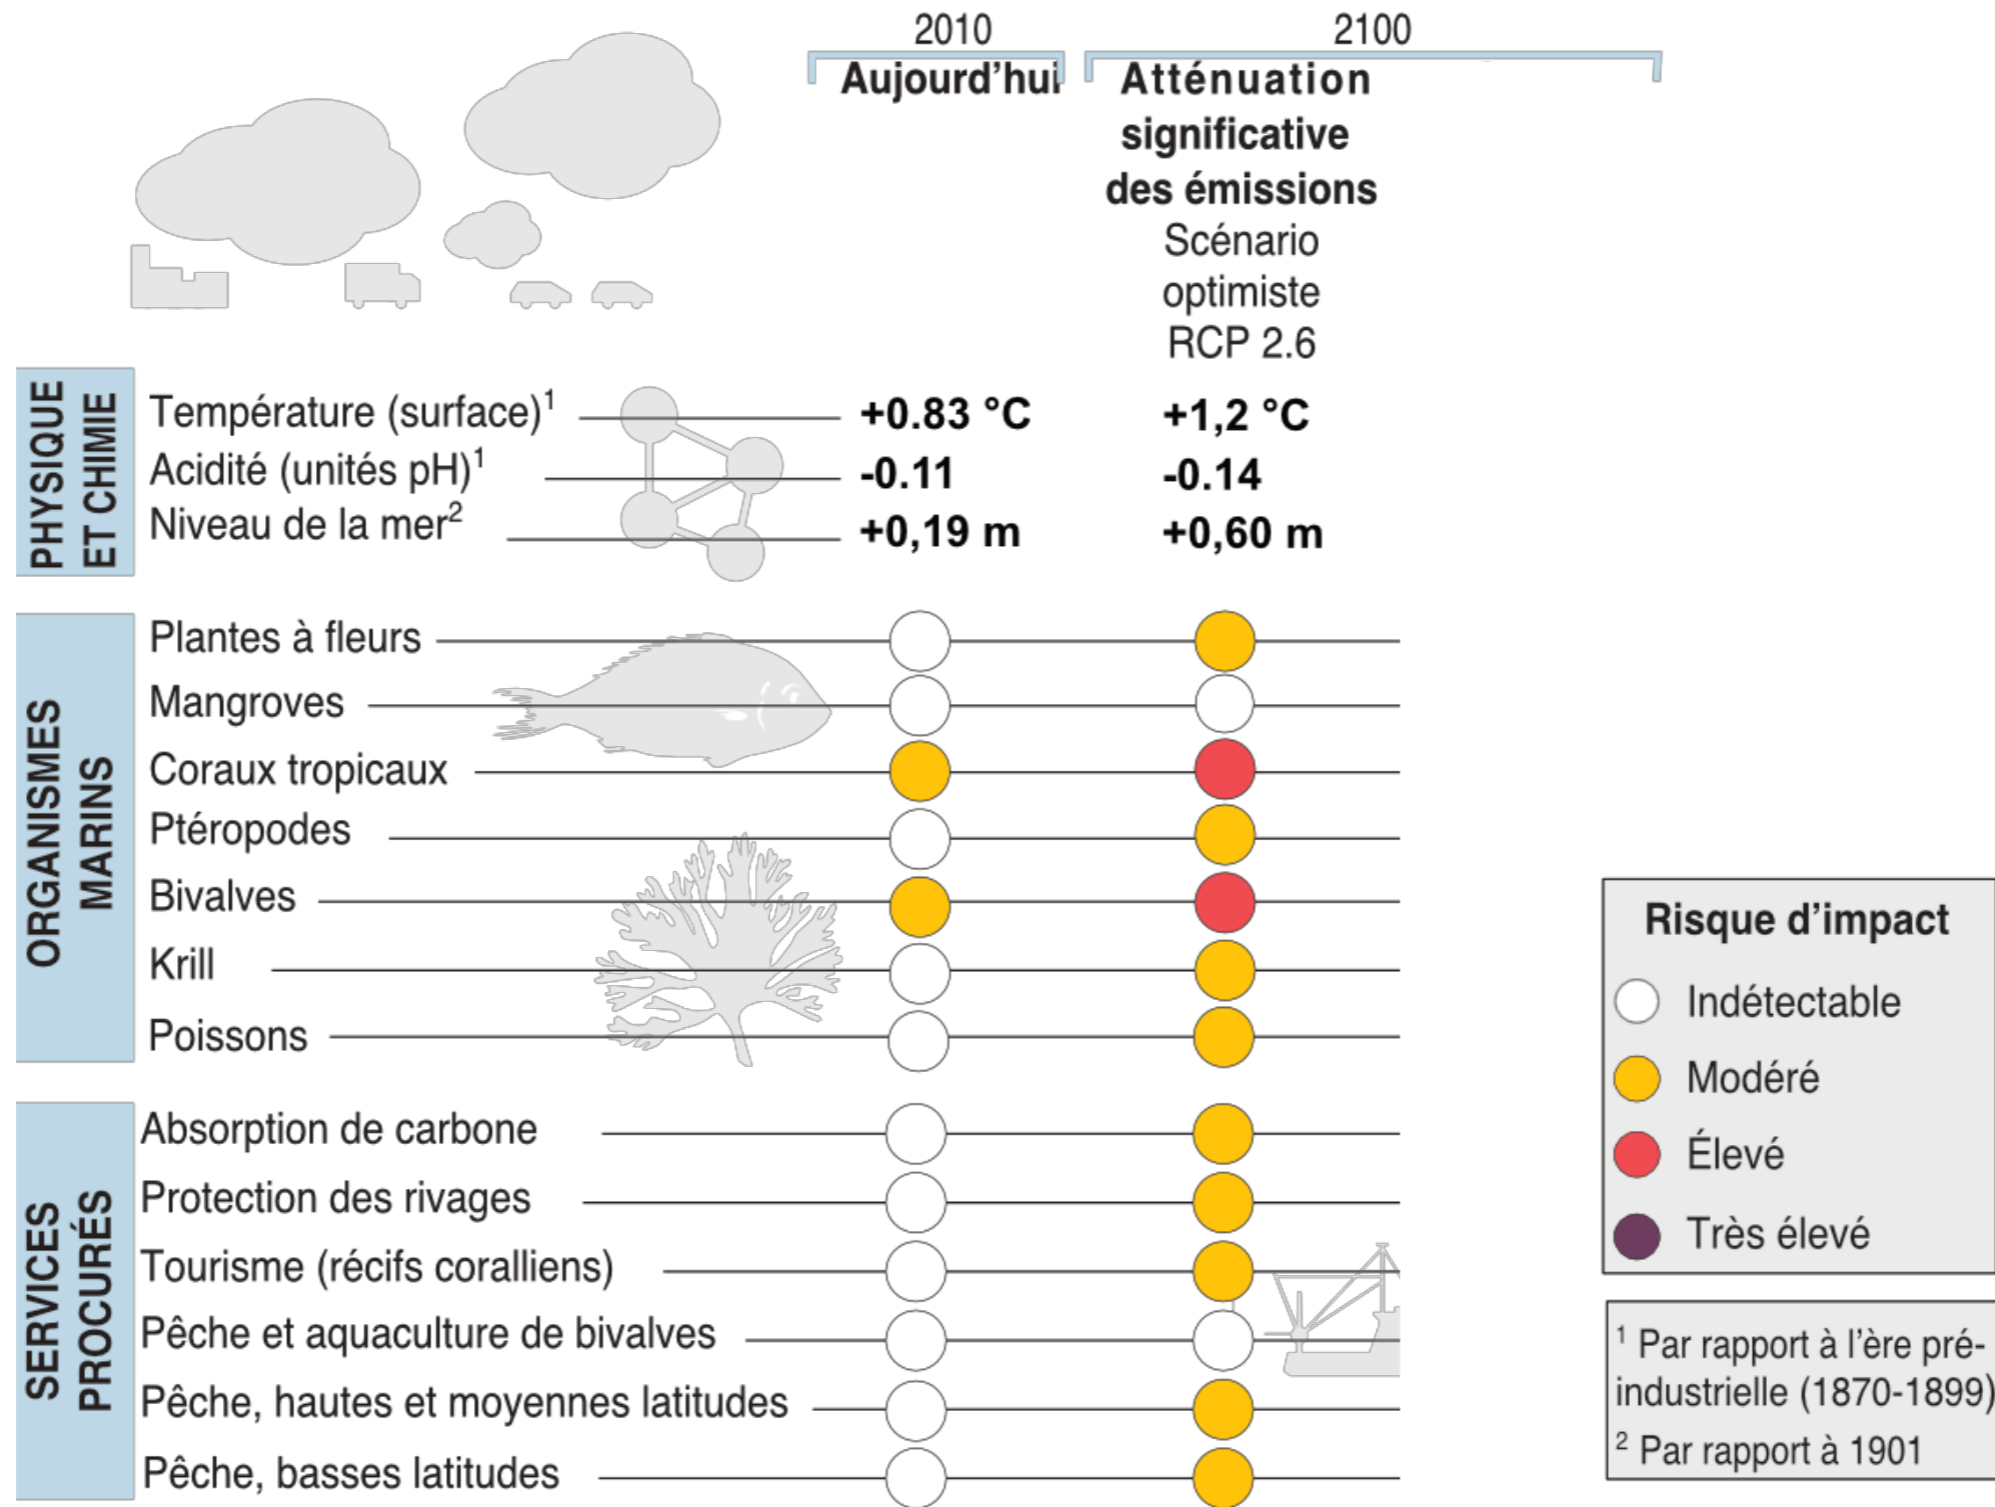 2010
2100
Aujourd'hui
Atténuation
significative
des émissions
Scénario
optimiste
RCP 2.6
PHYSIQUE
ET CHIMIE
Température (surface)¹
+0.83 °C
+1,2 °C
Acidité (unités pH)¹
-0.11
-0.14
Niveau de la mer²
+0,19 m
+0,60 m
ORGANISMES
MARINS
Plantes à fleurs
Mangroves
Coraux tropicaux
Ptéropodes
Bivalves
Krill
Poissons
SERVICES
PROCURÉS
Absorption de carbone
Protection des rivages
Tourisme (récifs coralliens)
Pêche et aquaculture de bivalves
Pêche, hautes et moyennes latitudes
Pêche, basses latitudes
Risque d'impact
Indétectable
Modéré
Élevé
Très élevé
¹ Par rapport à l'ère pré-
industrielle (1870-1899)
² Par rapport à 1901